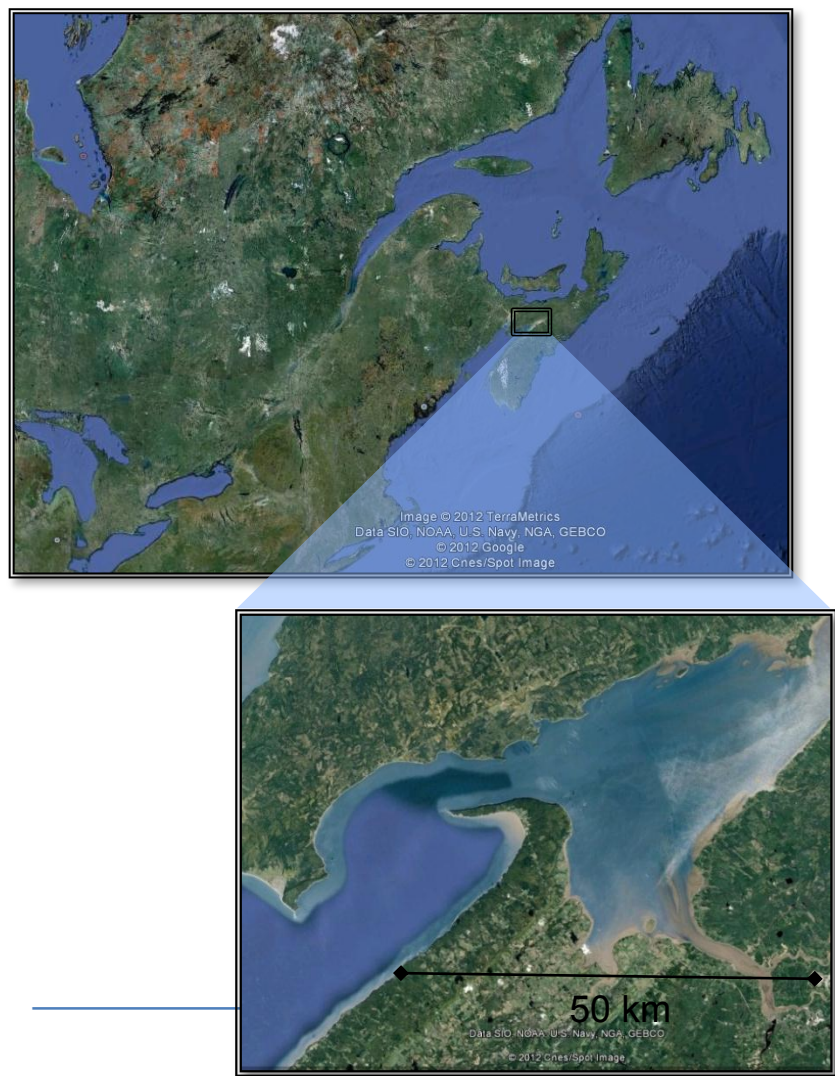 Image © 2012 TerraMetrics
Data SIO, NOAA, U.S. Navy, NGA, GEBCO
© 2012 Google
© 2012 Cnes/Spot Image
50 km
Data SIO, NOAA, U.S. Navy, NGA, GEBCO
© 2012 Cnes/Spot Image